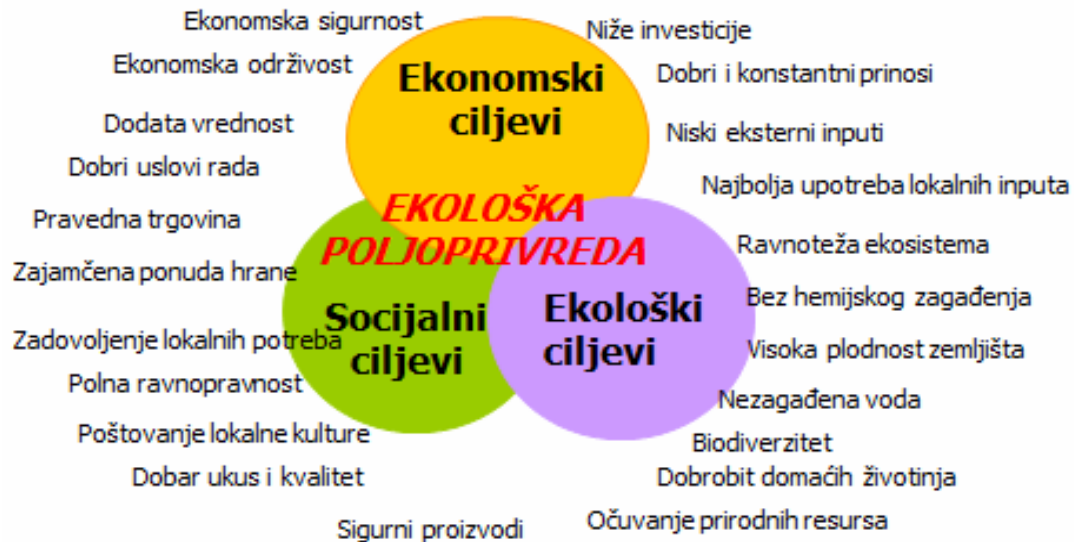 Ekonomska sigurnost
Ekonomska održivost
Dodata vrednost
Dobri uslovi rada
Pravedna trgovina
Zajamčena ponuda hrane
Zadovoljenje lokalnih potreba
Polna ravnopravnost
Poštovanje lokalne kulture
Dobar ukus i kvalitet
Sigurni proizvodi
Ekonomski
ciljevi
EKOLOŠKA
POLJOPRIVREDA
Socijalni
ciljevi
Ekološki
ciljevi
Niže investicije
Dobri i konstantni prinosi
Niski eksterni inputi
Najbolja upotreba lokalnih inputa
Ravnoteža ekosistema
Bez hemijskog zagađenja
Visoka plodnost zemljišta
Nezagađena voda
Biodiverzitet
Dobrobit domaćih životinja
Očuvanje prirodnih resursa